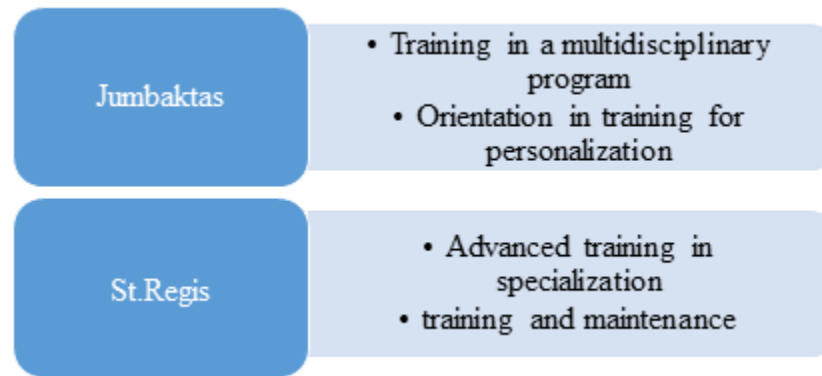 Jumbaktas
• Training in a multidisciplinary
program
• Orientation in training for
personalization
St.Regis
• Advanced training in
specialization
• training and maintenance